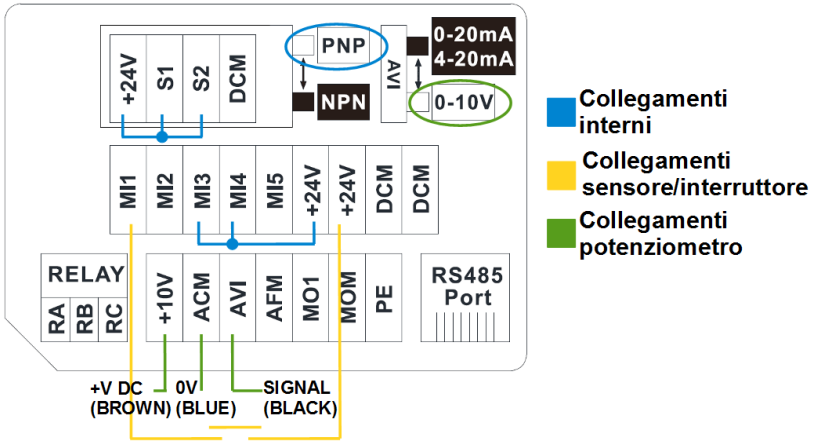 +24V S1 S2 DCM
PNP
NPN
AVI
0-20mA
4-20mA
0-10V
MI1 MI2 MI3 MI4 MI5 +24V +24V DCM DCM
RELAY
RA RB RC
+10V ACM AVI AFM MO1 MOM PE
RS485
Port
+V DC
(BROWN)
0V
(BLUE)
SIGNAL
(BLACK)
Collegamenti
interni
Collegamenti
sensore/interruttore
Collegamenti
potenziometro